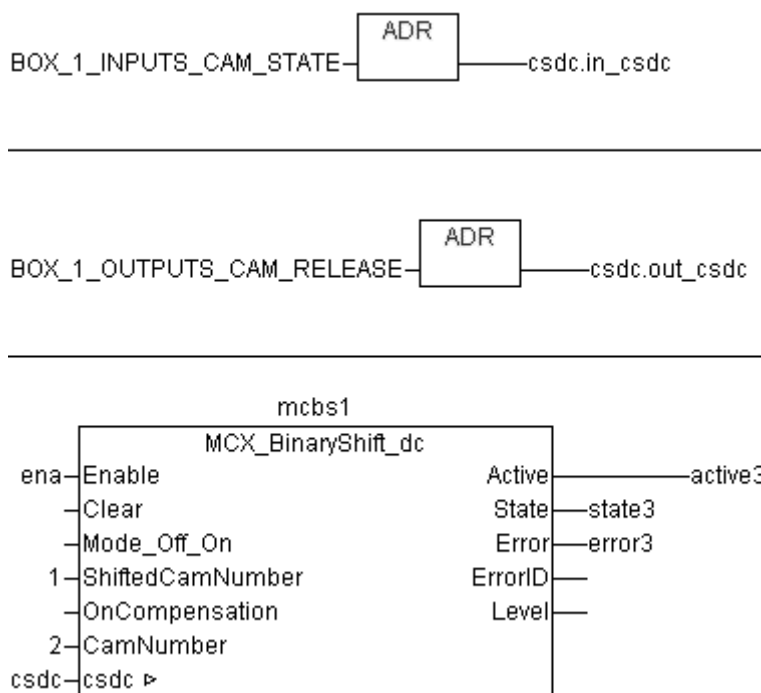 ADR
BOX_1_INPUTS_CAM_STATE csdc.in_csdc
ADR
BOX_1_OUTPUTS_CAM_RELEASE csdc.out_csdc
mcbs1
MCX_BinaryShift_dc
ena Enable Active active3
Clear State state3
Mode_Off_On Error error3
1 ShiftedCamNumber ErrorID
OnCompensation Level
2 CamNumber
csdc csdc ▷